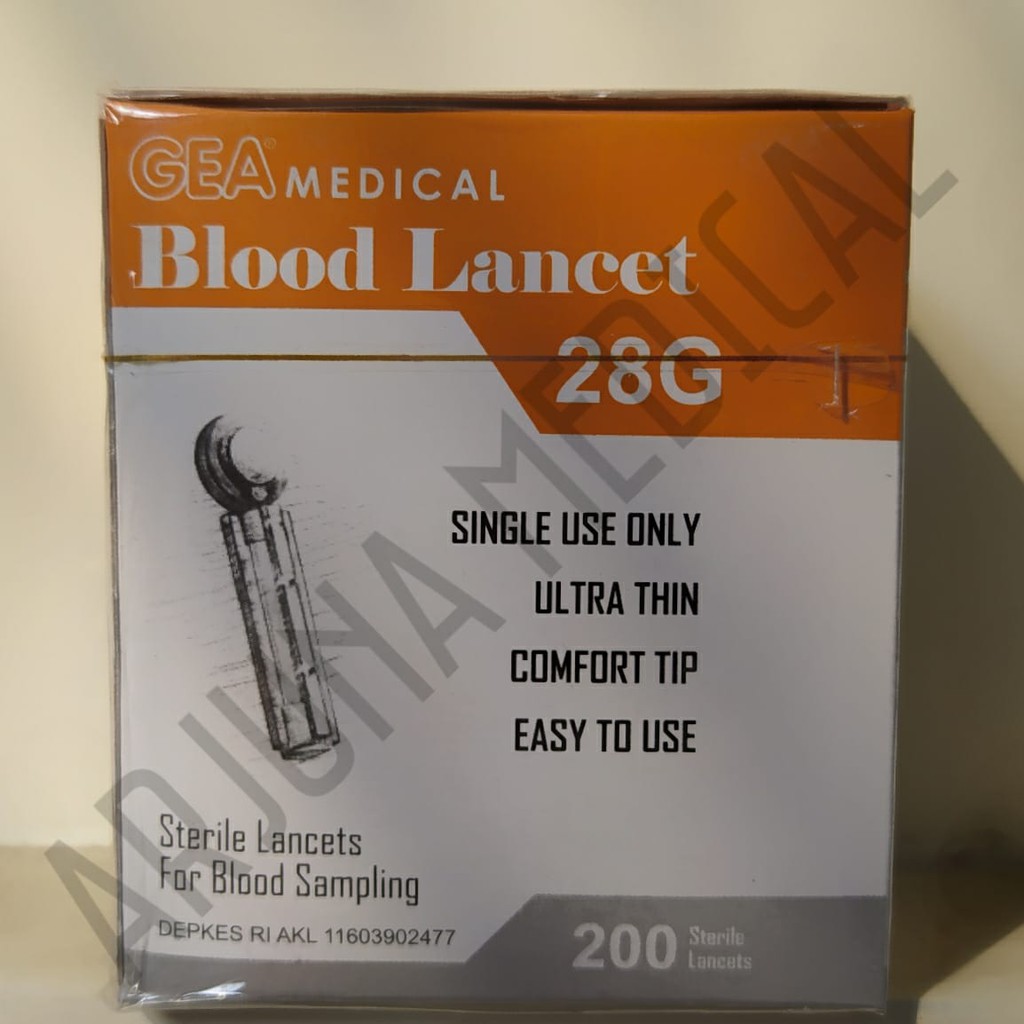 GEA® MEDICAL
Blood Lancet
28G
SINGLE USE ONLY
ULTRA THIN
COMFORT TIP
EASY TO USE
Sterile Lancets
For Blood Sampling
DEPKES RI AKL 11603902477
200 Sterile
Lancets
ARJUNA MEDICAL